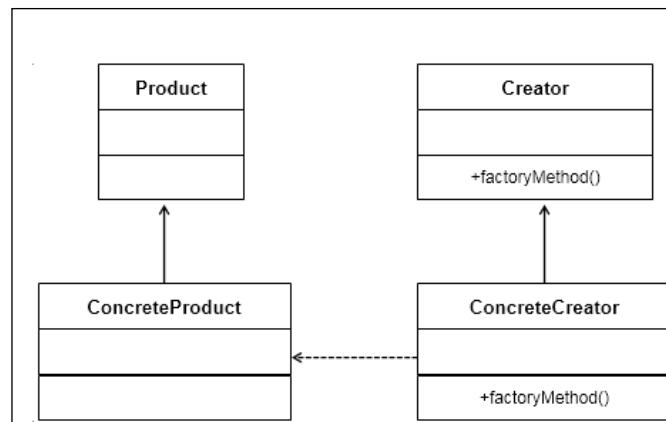 Product
Creator
+factoryMethod()
ConcreteProduct
ConcreteCreator
+factoryMethod()